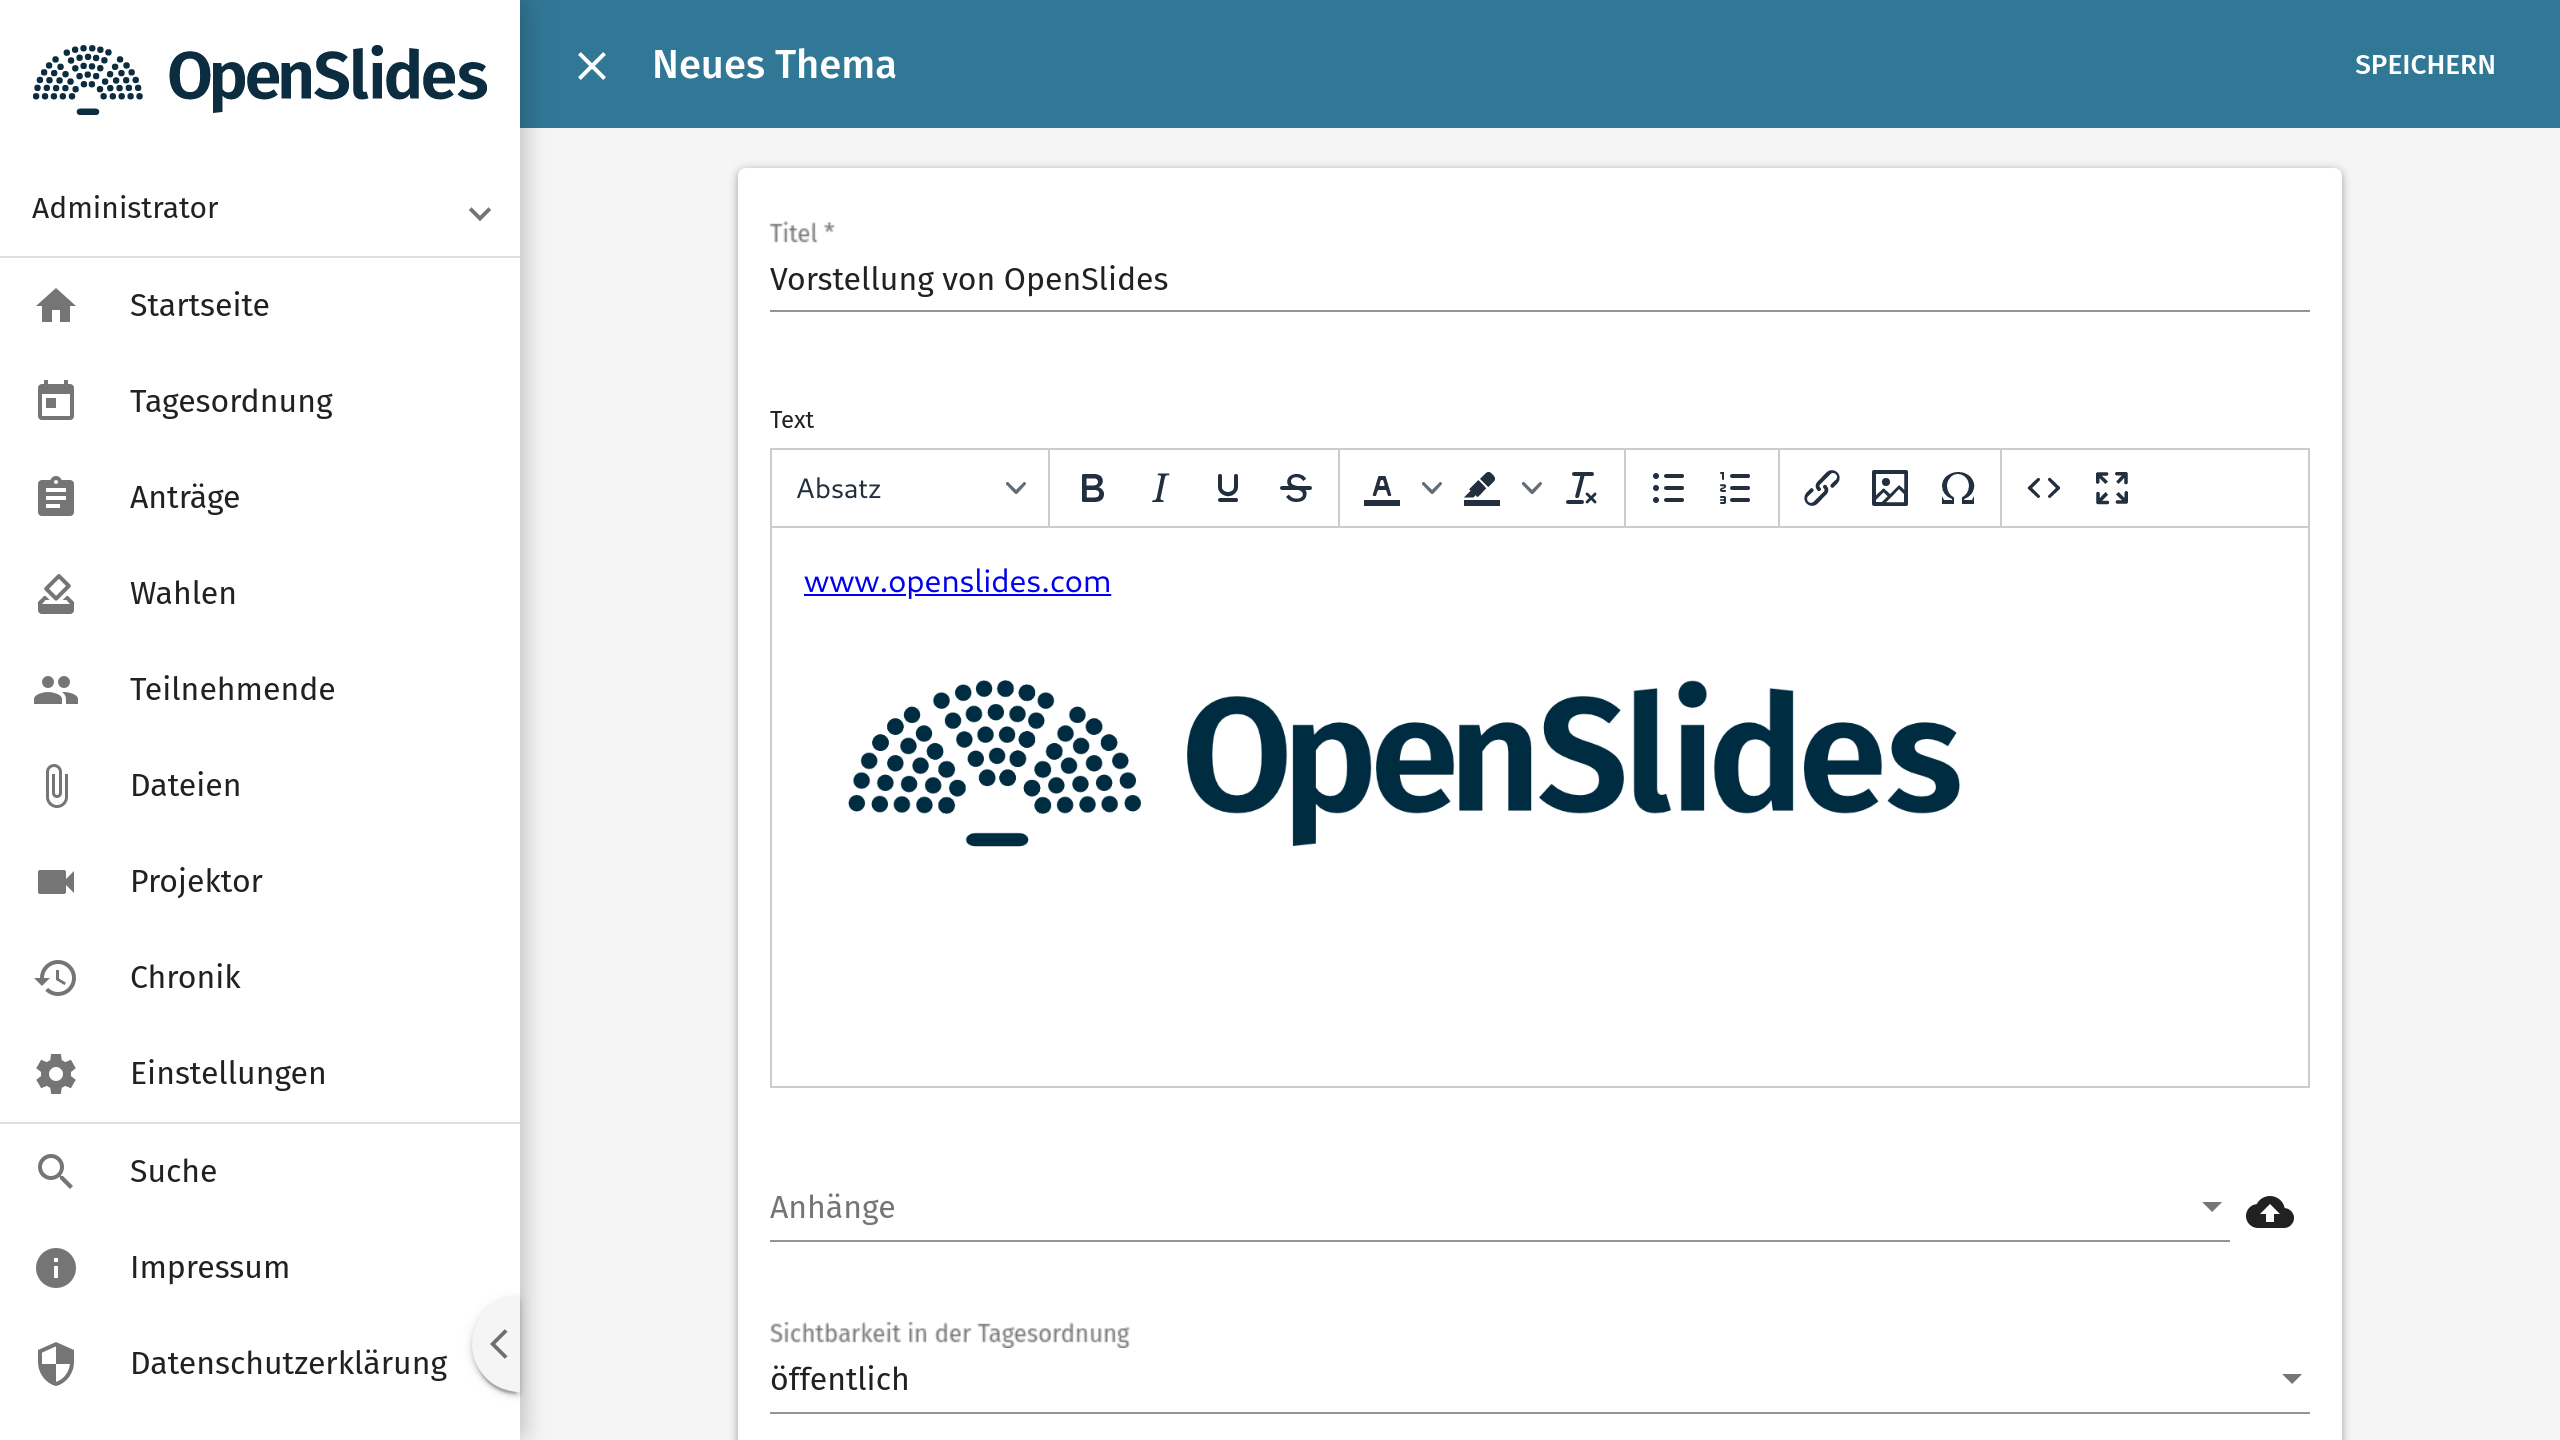 OpenSlides
Administrator
Startseite
Tagesordnung
Anträge
Wahlen
Teilnehmende
Dateien
Projektor
Chronik
Einstellungen
Suche
Impressum
Datenschutzerklärung
Neues Thema
SPEICHERN
Titel *
Vorstellung von OpenSlides
Text
Absatz
www.openslides.com
OpenSlides
Anhänge
Sichtbarkeit in der Tagesordnung
öffentlich